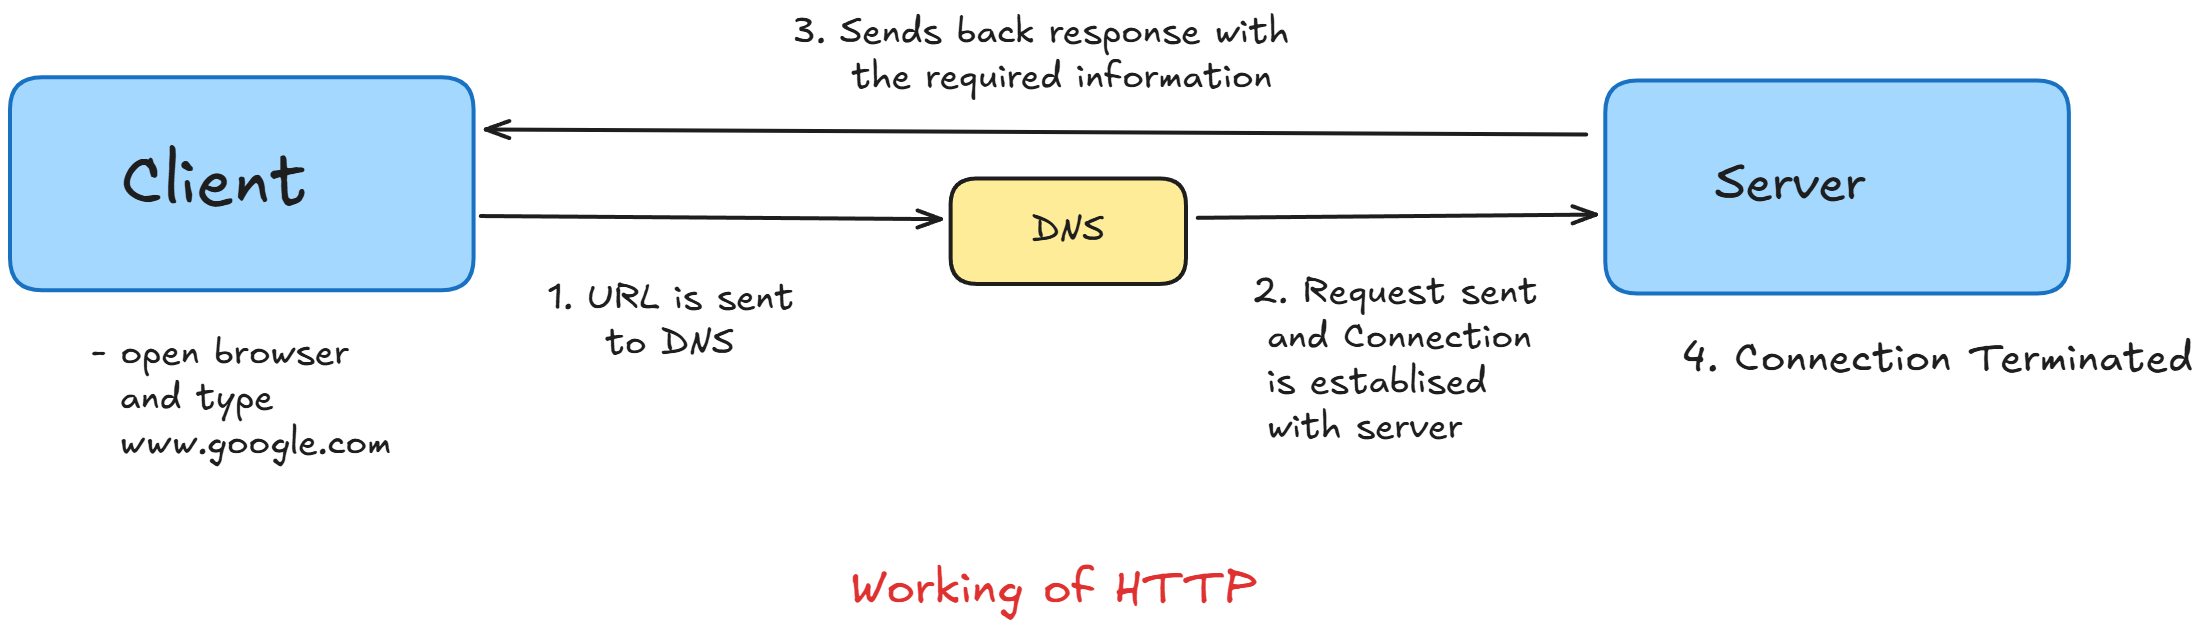 3. Sends back response with
the required information
Client
DNS
Server
1. URL is sent
to DNS
2. Request sent
and Connection
is establised
with server
- open browser
and type
www.google.com
4. Connection Terminated
Working of HTTP